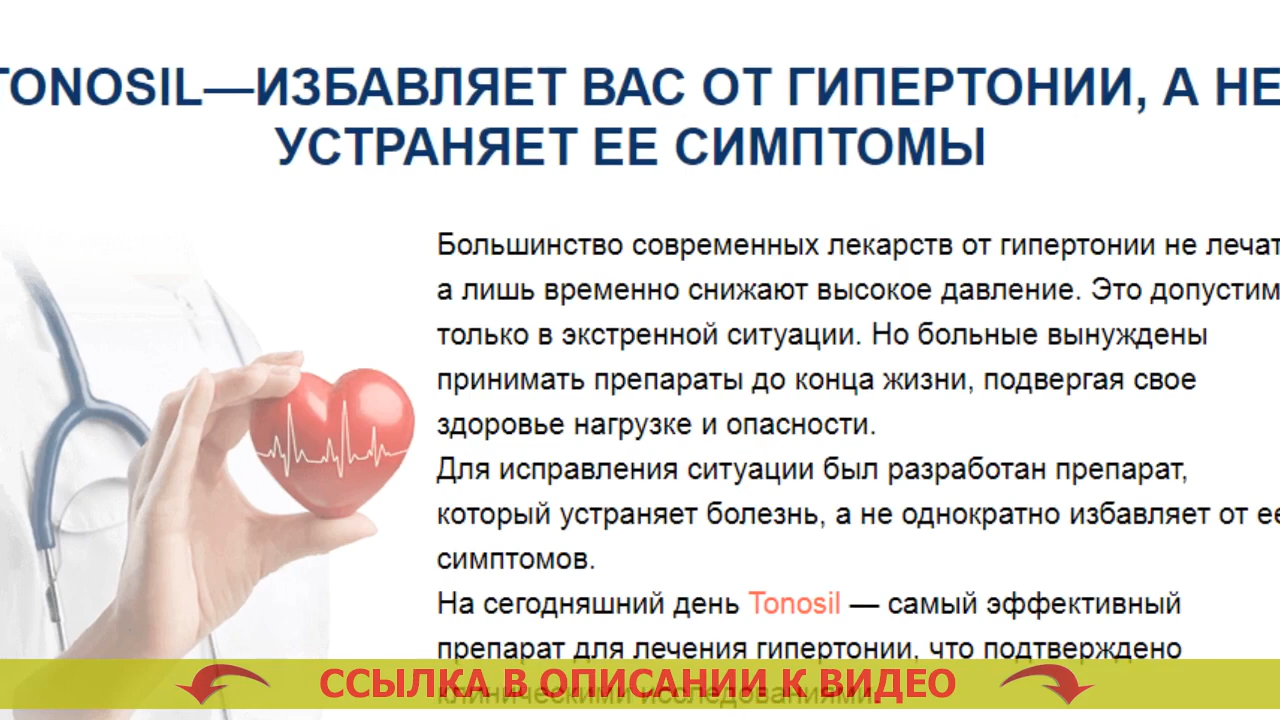 TONOSIL—ИЗБАВЛЯЕТ ВАС ОТ ГИПЕРТОНИИ, А НЕ
УСТРАНЯЕТ ЕЕ СИМПТОМЫ
Большинство современных лекарств от гипертонии не лечат
а лишь временно снижают высокое давление. Это допустим
только в экстренной ситуации. Но больные вынуждены
принимать препараты до конца жизни, подвергая свое
здоровье нагрузке и опасности.
Для исправления ситуации был разработан препарат,
который устраняет болезнь, а не однократно избавляет от ее
симптомов.
На сегодняшний день Tonosil — самый эффективный
препарат для лечения гипертонии, что подтверждено
клиническими исследованиями.
ССЫЛКА В ОПИСАНИИ К ВИДЕО